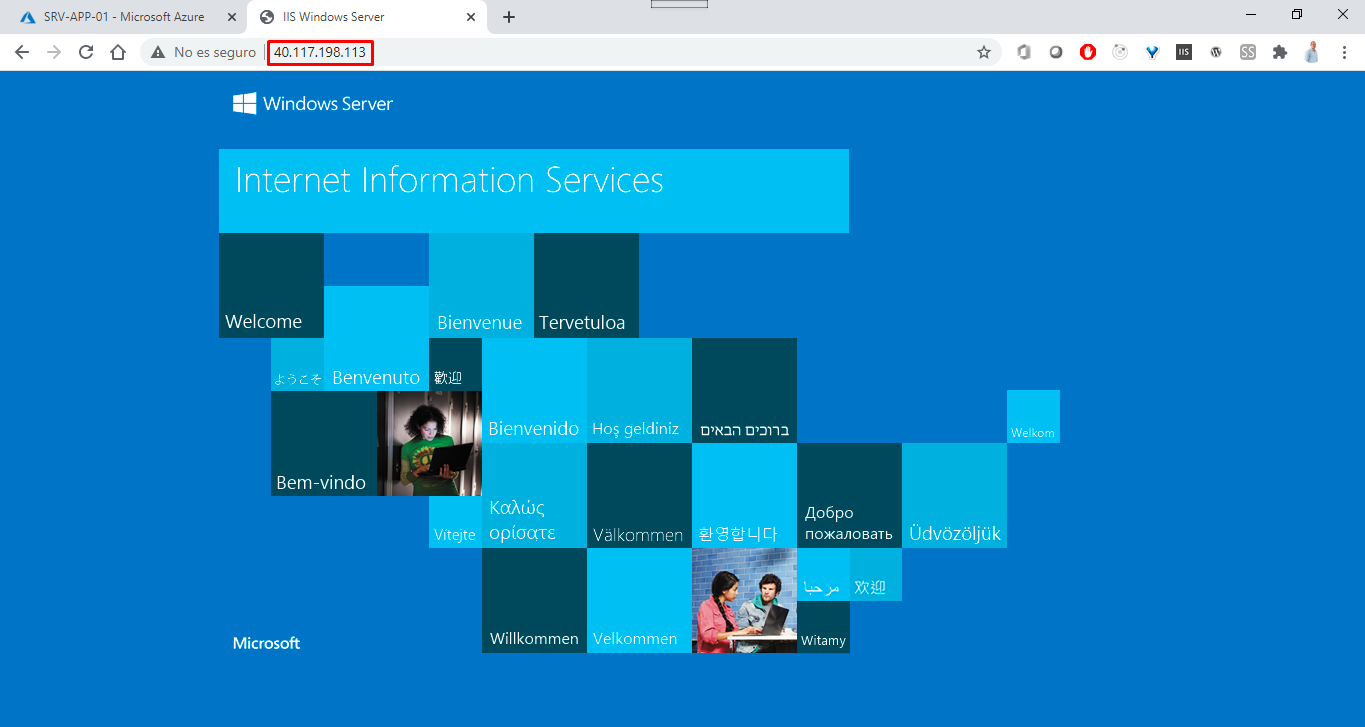 SRV-APP-01 - Microsoft Azure
IIS Windows Server
No es seguro
40.117.198.113
IIS
SS
Windows Server
Internet Information Services
Welcome
Bienvenue
Tervetuloa
ようこそ
Benvenuto
歡迎
Bienvenido
Hoş geldiniz
ברוכים הבאים
Welkom
Bem-vindo
Vítejte
Καλώς
ορίσατε
Välkommen
환영합니다
Добро
пожаловать
Üdvözöljük
Willkommen
Velkommen
مرحبا
欢迎
Witamy
Microsoft